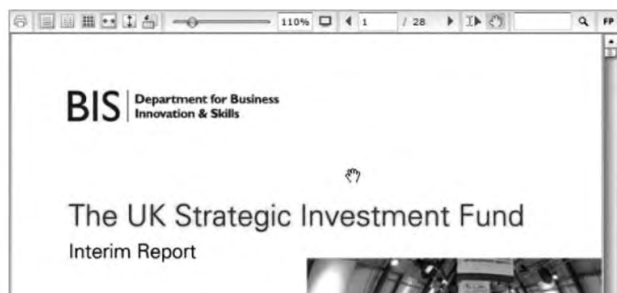 110% 1 / 28 FP
BIS Department for Business
Innovation & Skills
The UK Strategic Investment Fund
Interim Report